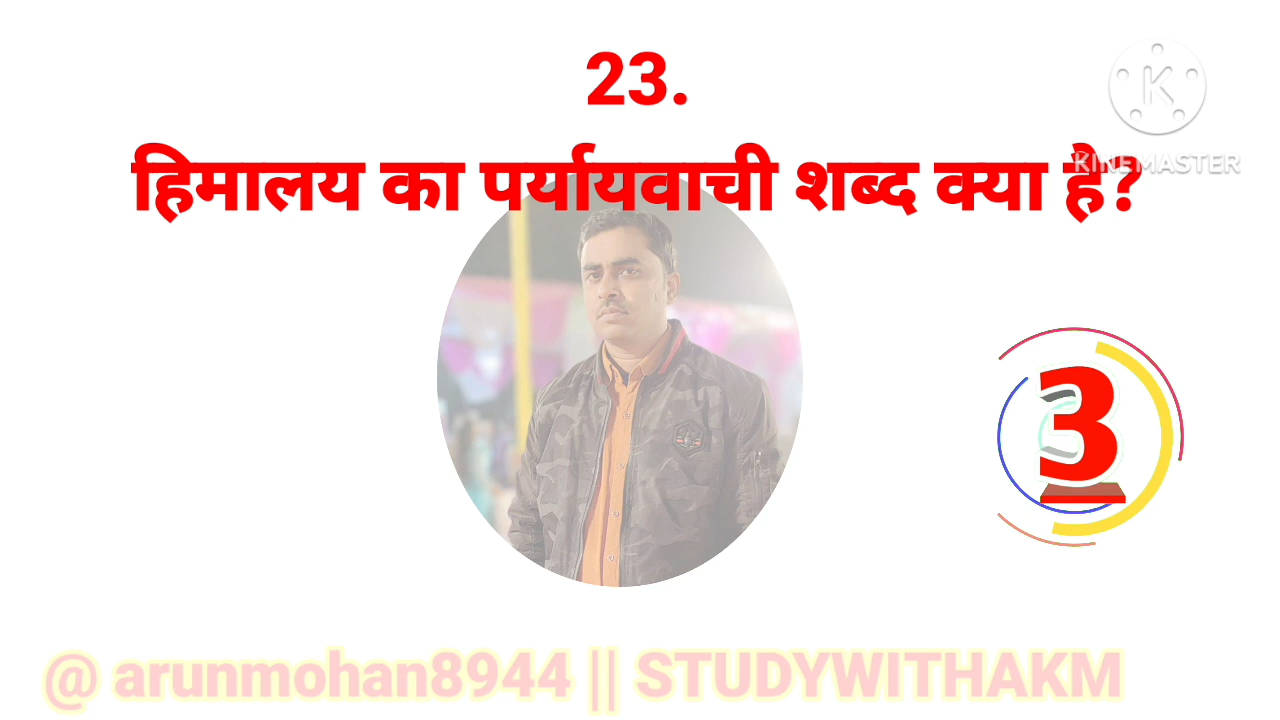 23.
KINEMASTER
हिमालय का पर्यायवाची शब्द क्या हे?
3
@ arunmohan8944 || STUDYWITHAKM